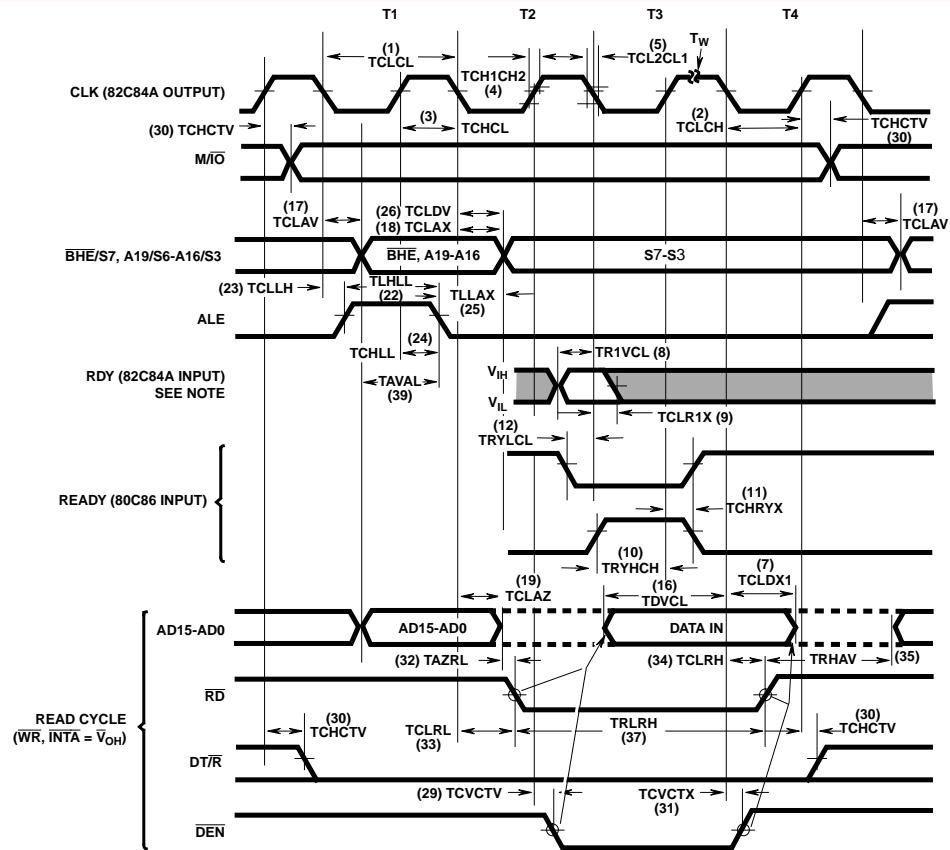 T1
T2
T3
T4
(1)
TCLCL
TCH1CH2
(4)
(5)
TCL2CL1
TW
CLK (82C84A OUTPUT)
(3)
TCHCL
(2)
TCLCH
(30) TCHCTV
TCHCTV
(30)
M/IO
(17)
TCLAV
(26) TCLDV
(18) TCLAX
(17)
TCLAV
BHE/S7, A19/S6-A16/S3
BHE, A19-A16
S7-S3
(23) TCLLH
TLHLL
(22)
TLLAX
(25)
ALE
(24)
TCHLL
TR1VCL (8)
RDY (82C84A INPUT)
SEE NOTE
VIH
VIL
TAVAL
(39)
TCLR1X (9)
(12)
TRYLCL
READY (80C86 INPUT)
(11)
TCHRYX
(10)
TRYHCH
(7)
TCLDX1
(19)
TCLAZ
(16)
TDVCL
AD15-AD0
AD15-AD0
DATA IN
(32) TAZRL
(34) TCLRH
TRHAV
(35)
RD
READ CYCLE
(WR, INTA = VOH)
(30)
TCHCTV
TCLRL
(33)
TRLRH
(37)
(30)
TCHCTV
DT/R
(29) TCVCTV
TCVCTX
(31)
DEN